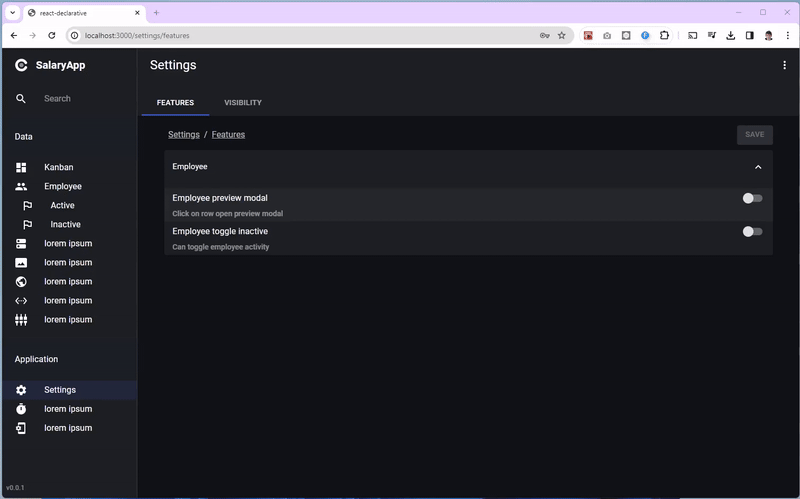 react-declarative
localhost:3000/settings/features
SalaryApp
Settings
Search
FEATURES
VISIBILITY
Data
Settings / Features
SAVE
Kanban
Employee
Employee
Active
Employee preview modal
Click on row open preview modal
Inactive
Employee toggle inactive
Can toggle employee activity
lorem ipsum
lorem ipsum
lorem ipsum
lorem ipsum
lorem ipsum
Application
Settings
lorem ipsum
lorem ipsum
v0.0.1